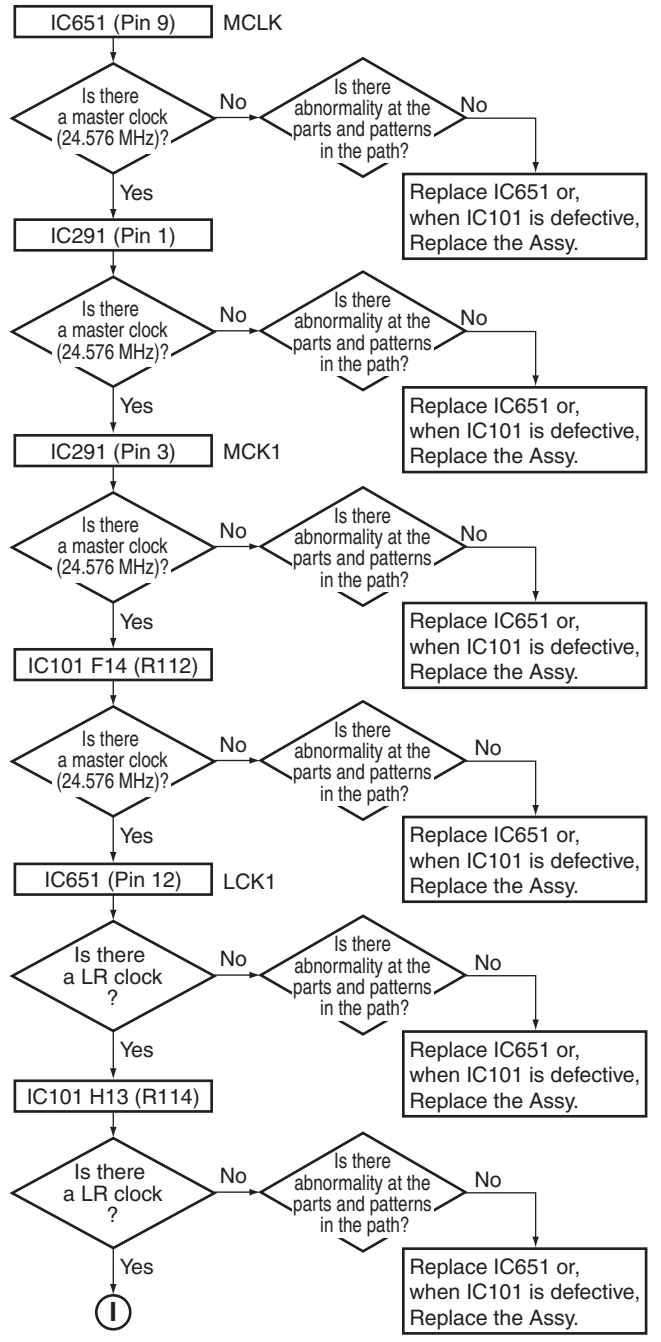 IC651 (Pin 9) MCLK
Is there
a master clock
(24.576 MHz)?
No
Is there
abnormality at the
parts and patterns
in the path?
No
Replace IC651 or,
when IC101 is defective,
Replace the Assy.
Yes
IC291 (Pin 1)
Is there
a master clock
(24.576 MHz)?
No
Is there
abnormality at the
parts and patterns
in the path?
No
Replace IC651 or,
when IC101 is defective,
Replace the Assy.
Yes
IC291 (Pin 3) MCK1
Is there
a master clock
(24.576 MHz)?
No
Is there
abnormality at the
parts and patterns
in the path?
No
Replace IC651 or,
when IC101 is defective,
Replace the Assy.
Yes
IC101 F14 (R112)
Is there
a master clock
(24.576 MHz)?
No
Is there
abnormality at the
parts and patterns
in the path?
No
Replace IC651 or,
when IC101 is defective,
Replace the Assy.
Yes
IC651 (Pin 12) LCK1
Is there
a LR clock
?
No
Is there
abnormality at the
parts and patterns
in the path?
No
Replace IC651 or,
when IC101 is defective,
Replace the Assy.
Yes
IC101 H13 (R114)
Is there
a LR clock
?
No
Is there
abnormality at the
parts and patterns
in the path?
No
Replace IC651 or,
when IC101 is defective,
Replace the Assy.
Yes
I